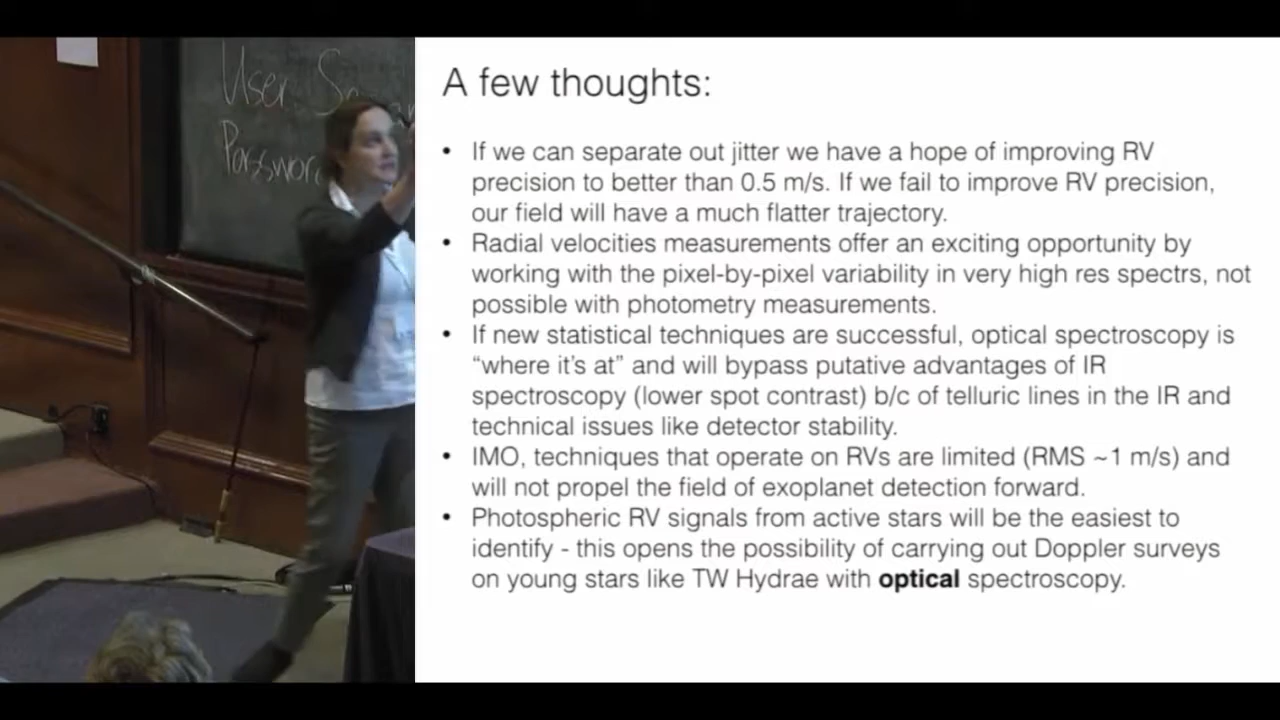 User:
Password
A few thoughts:
• If we can separate out jitter we have a hope of improving RV
precision to better than 0.5 m/s. If we fail to improve RV precision,
our field will have a much flatter trajectory.
• Radial velocities measurements offer an exciting opportunity by
working with the pixel-by-pixel variability in very high res spectrs, not
possible with photometry measurements.
• If new statistical techniques are successful, optical spectroscopy is
“where it’s at” and will bypass putative advantages of IR
spectroscopy (lower spot contrast) b/c of telluric lines in the IR and
technical issues like detector stability.
• IMO, techniques that operate on RVs are limited (RMS ~1 m/s) and
will not propel the field of exoplanet detection forward.
• Photospheric RV signals from active stars will be the easiest to
identify - this opens the possibility of carrying out Doppler surveys
on young stars like TW Hydrae with optical spectroscopy.